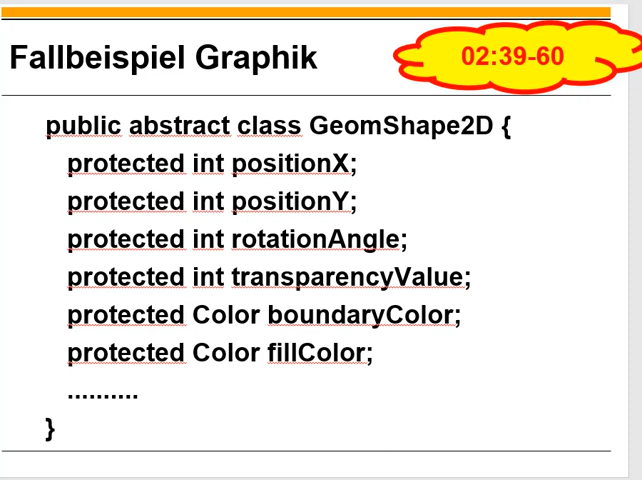 Fallbeispiel Graphik
02:39-60
public abstract class GeomShape2D {
protected int positionX;
protected int positionY;
protected int rotationAngle;
protected int transparencyValue;
protected Color boundaryColor;
protected Color fillColor;
..........
}